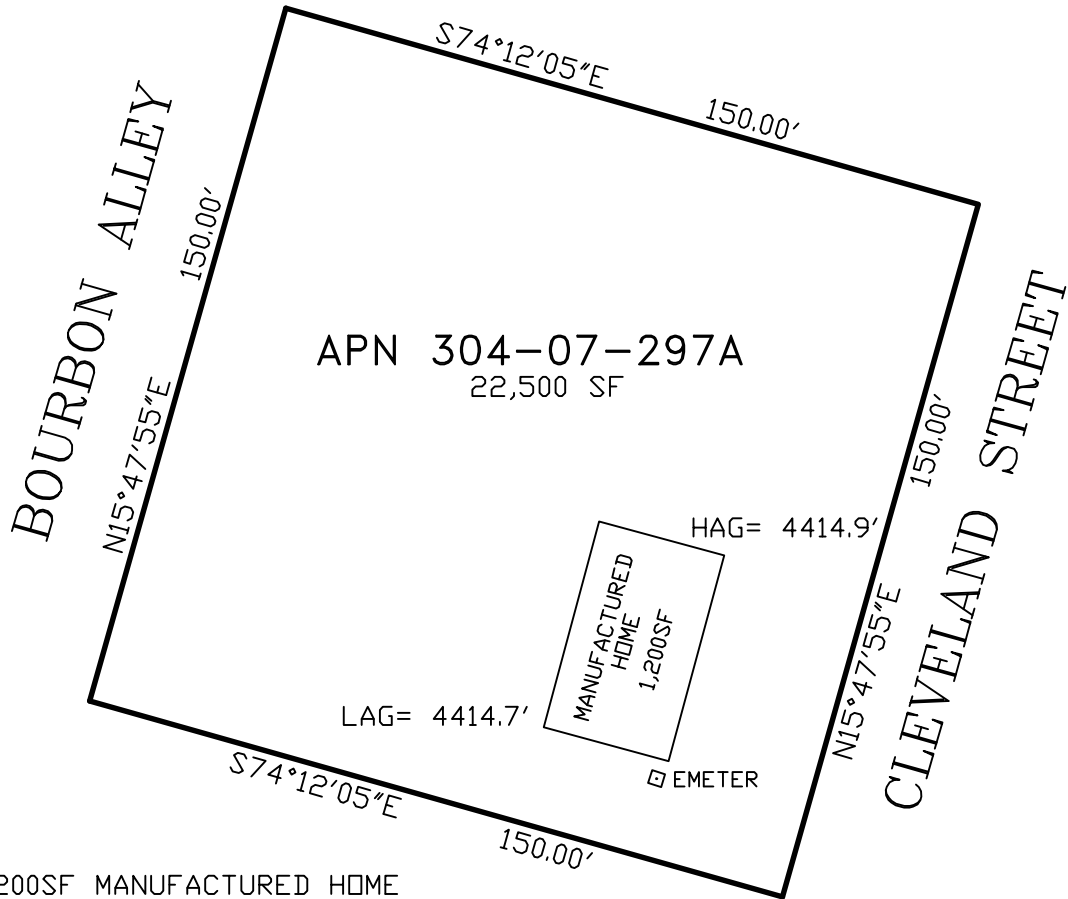 S74°12'05"E
150.00'
BOURBON ALLEY
150.00'
N15°47'55"E
APN 304-07-297A
22,500 SF
150.00'
N15°47'55"E
CLEVELAND STREET
HAG= 4414.9'
MANUFACTURED
HOME
1,200SF
LAG= 4414.7'
EMETER
S74°12'05"E
150.00'
200SF MANUFACTURED HOME